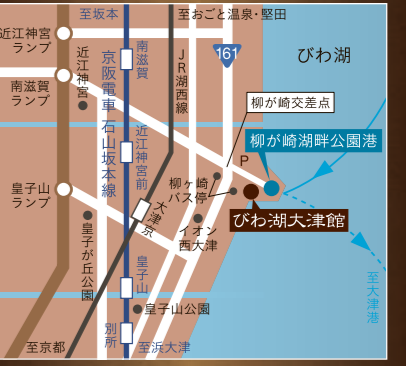 至坂本
至おごと温泉・堅田
近江神宮
ランプ
南滋賀
161
びわ湖
近江神宮
京阪電車 石山坂本線
JR湖西線
南滋賀
ランプ
柳が崎交差点
近江神宮前
P
柳が崎湖畔公園港
皇子山
ランプ
柳ヶ崎
バス停
びわ湖大津館
大津京
イオン
西大津
皇子が丘公園
皇子山
至大津港
皇子山公園
別所
至京都
至浜大津